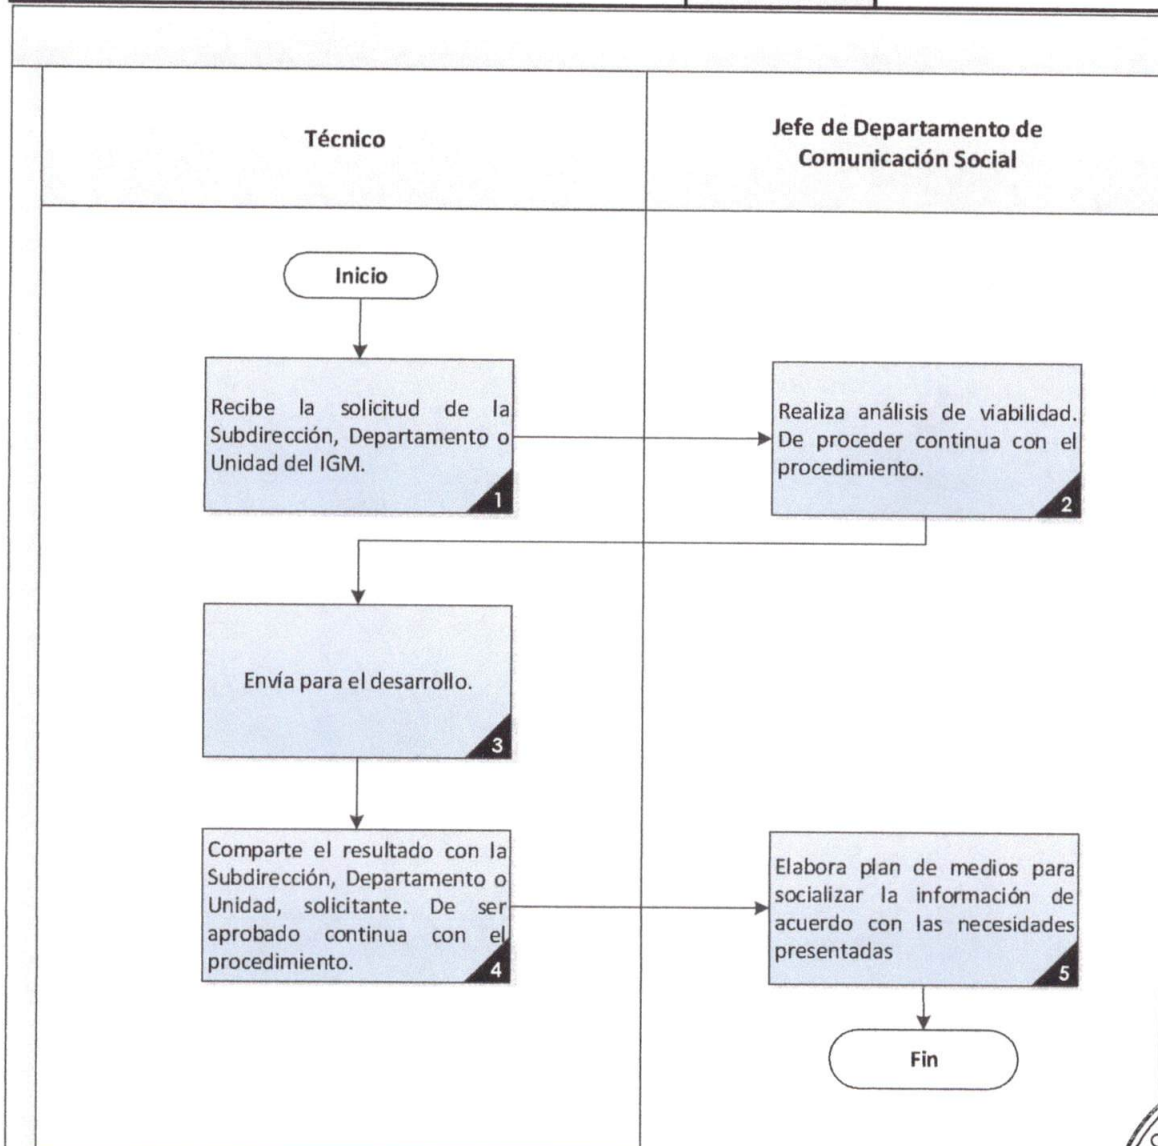 Técnico
Jefe de Departamento de
Comunicación Social
Inicio
Recibe la solicitud de la
Subdirección, Departamento o
Unidad del IGM.
1
Realiza análisis de viabilidad.
De proceder continua con el
procedimiento.
2
Envía para el desarrollo.
3
Comparte el resultado con la
Subdirección, Departamento o
Unidad, solicitante. De ser
aprobado continua con el
procedimiento.
4
Elabora plan de medios para
socializar la información de
acuerdo con las necesidades
presentadas
5
Fin